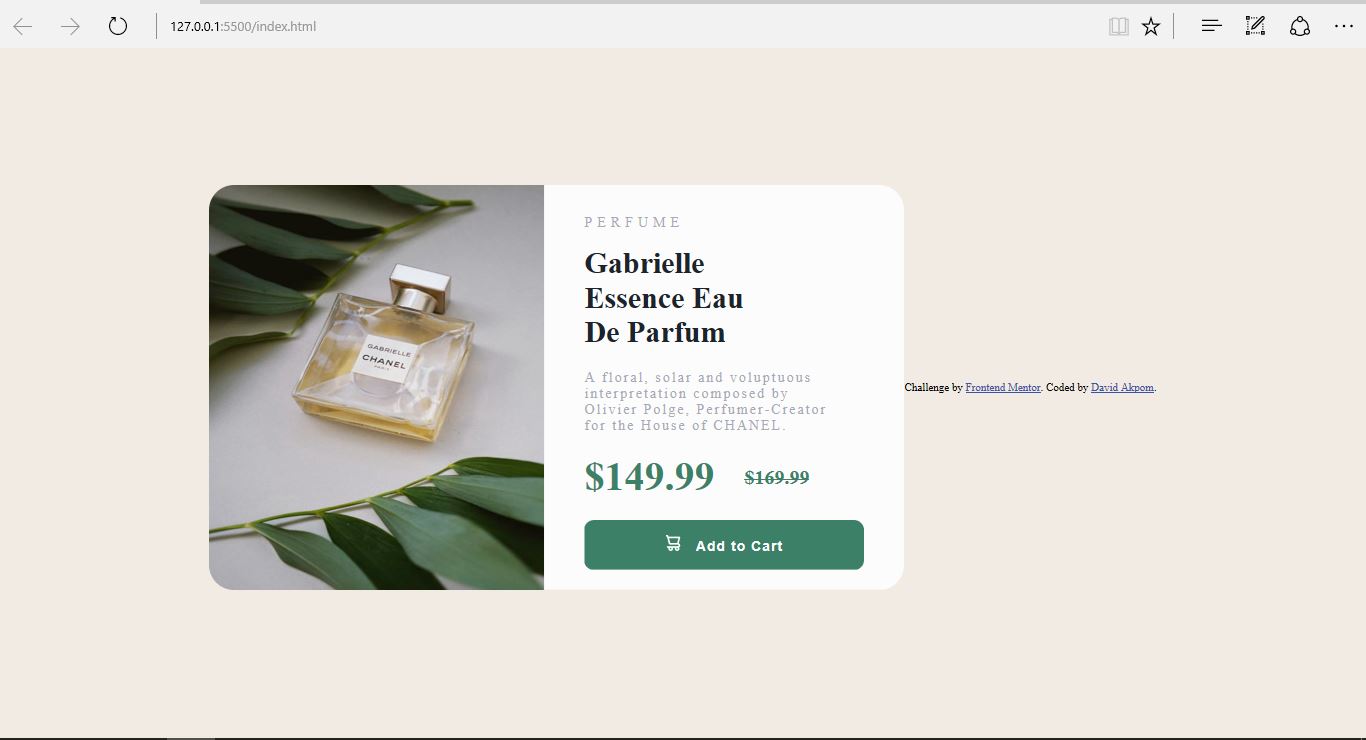 127.0.0.1:5500/index.html
PERFUME
Gabrielle
Essence Eau
De Parfum
A floral, solar and voluptuous
interpretation composed by
Olivier Polge, Perfumer-Creator
for the House of CHANEL.
$149.99 $169.99
Add to Cart
GABRIELLE
CHANEL
PARIS
Challenge by Frontend Mentor. Coded by David Akpom.